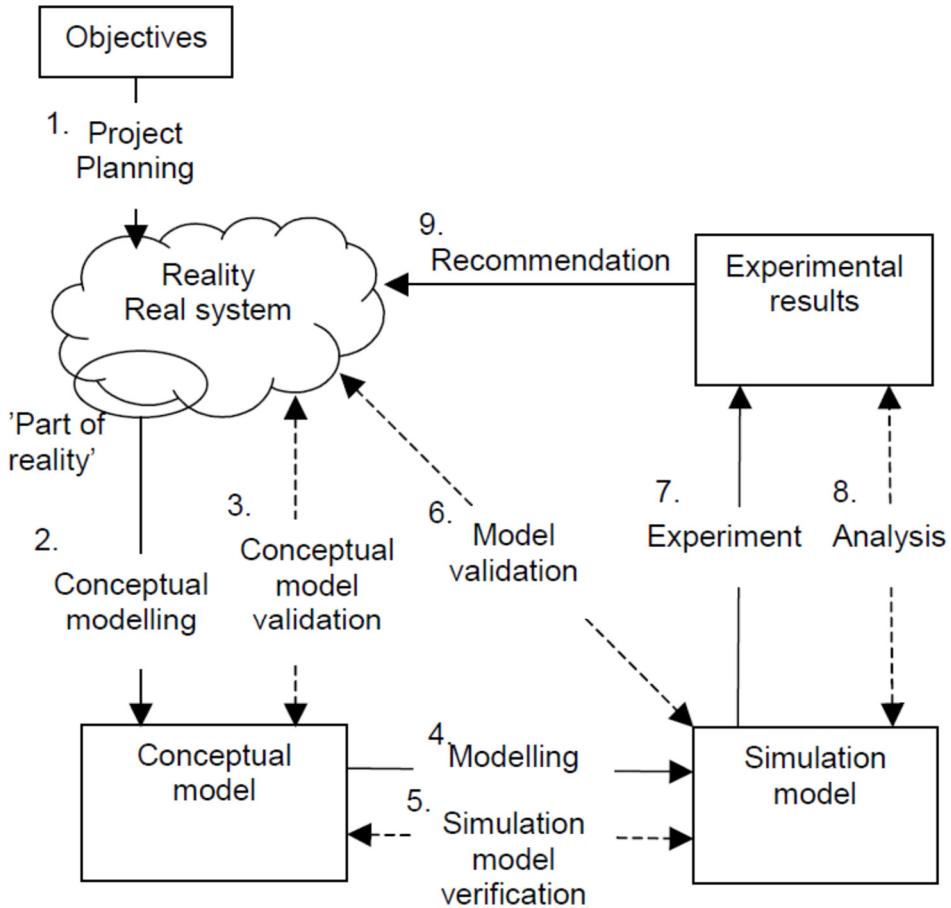 Objectives
1.
Project
Planning
Reality
Real system
'Part of
reality'
2.
Conceptual
modelling
3.
Conceptual
model
validation
Conceptual
model
4.
Modelling
5.
Simulation
model
verification
6.
Model
validation
Simulation
model
7.
Experiment
8.
Analysis
Experimental
results
9.
Recommendation